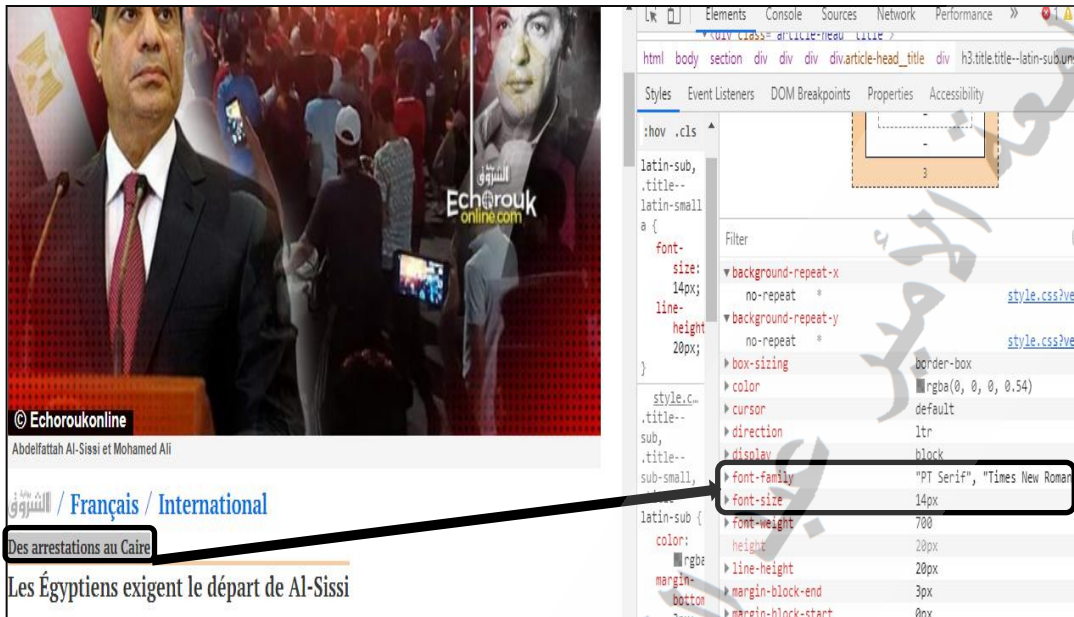 الشروق
Echorouk
online.com
© Echoroukonline
Abdelfattah Al-Sissi et Mohamed Ali
الشروق / Français / International
Des arrestations au Caire
Les Égyptiens exigent le départ de Al-Sissi
Elements Console Sources Network Performance » 1
<div class="article-head__title">
html body section div div div div.article-head__title div h3.title.title--latin-sub.uns
Styles Event Listeners DOM Breakpoints Properties Accessibility
:hov .cls
latin-sub,
.title--
latin-small
a {
font-
size:
14px;
line-
height
20px;
}
style.c…
.title--
sub,
.title--
sub-small,
latin-sub {
color:
rgba
margin-
bottom
-
-
3
Filter
background-repeat-x
no-repeat style.css?ve
background-repeat-y
no-repeat style.css?ve
box-sizing border-box
color rgba(0, 0, 0, 0.54)
cursor default
direction ltr
display block
font-family "PT Serif", "Times New Roman
font-size 14px
font-weight 700
height 20px
line-height 20px
margin-block-end 3px
margin-block-start 0px